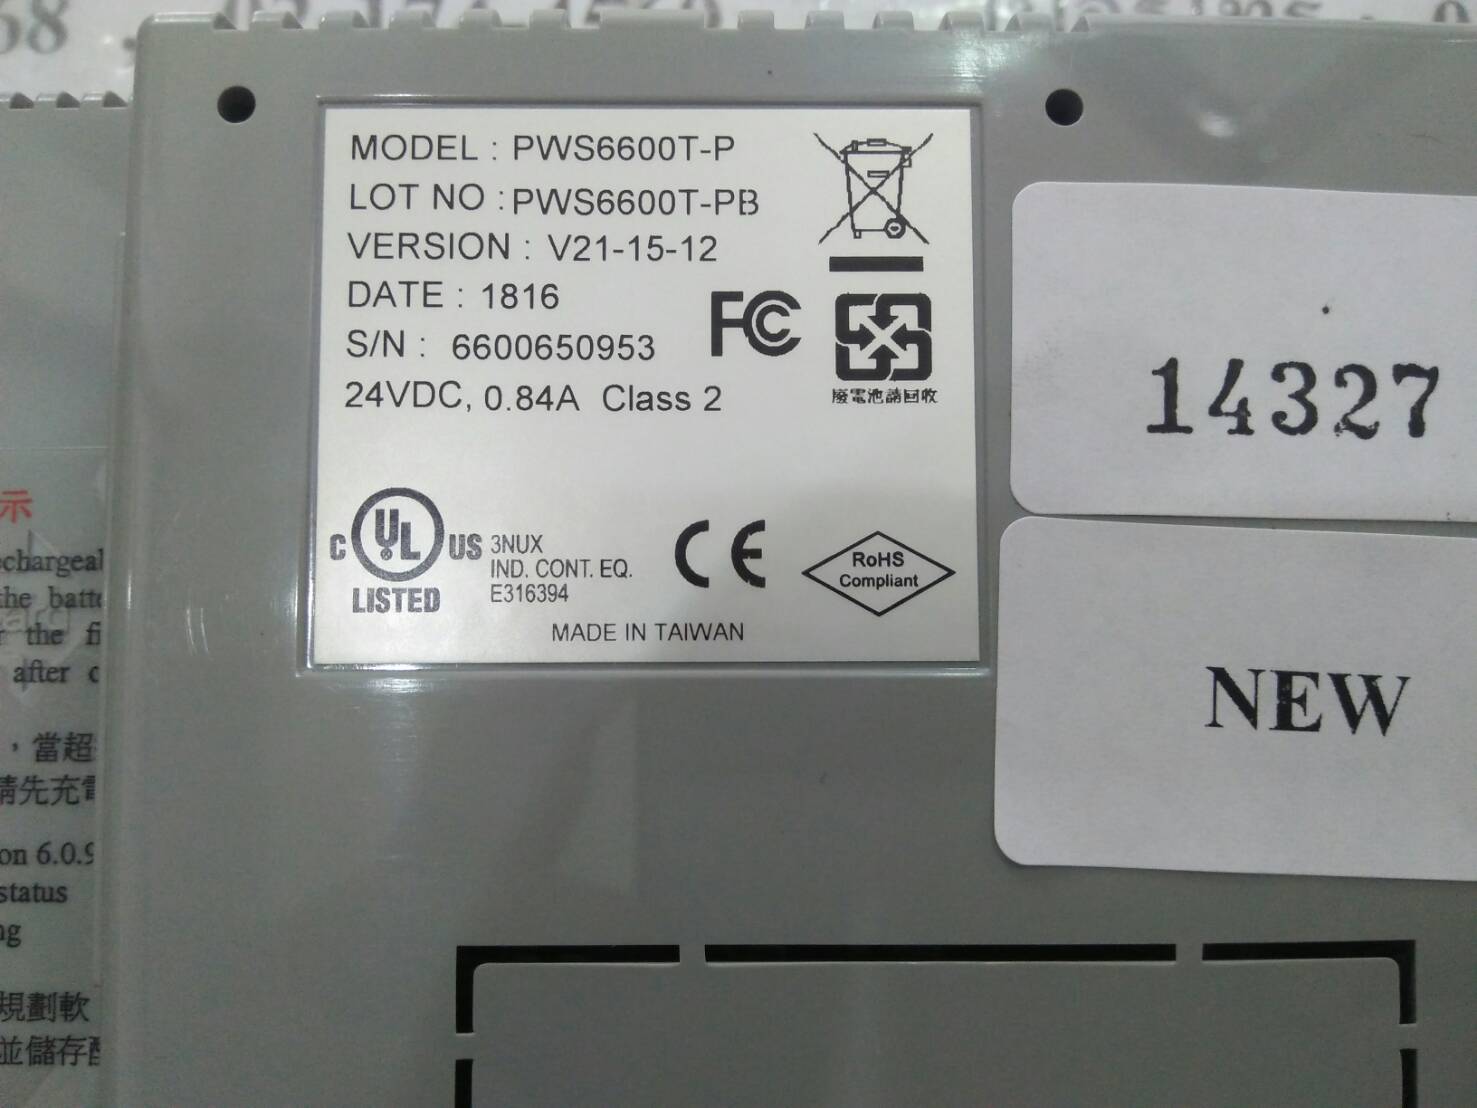 MODEL : PWS6600T-P
LOT NO : PWS6600T-PB
VERSION : V21-15-12
DATE : 1816
S/N : 6600650953
24VDC, 0.84A Class 2
FC
廢電池請回收
C UL US
LISTED
3NUX
IND. CONT. EQ.
E316394
CE
RoHS
Compliant
MADE IN TAIWAN
14327
NEW
示
the
the
after
，當超
請先充電
on 6.0.9
status
規劃軟
並儲存